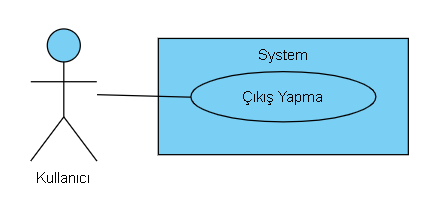 System
Çıkış Yapma
Kullanıcı